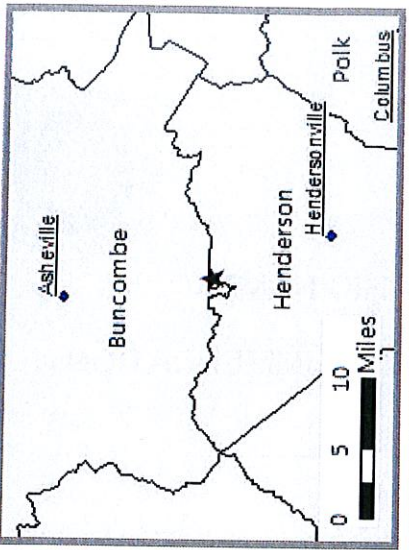 Asheville
Buncombe
Henderson
Hendersonville
Polk
Columbus
0 5 10
Miles